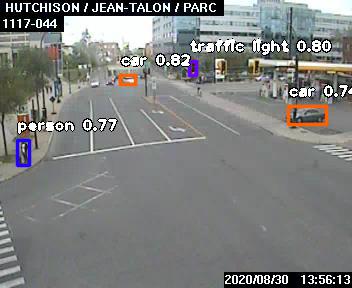 HUTCHISON / JEAN-TALON / PARC
1117-044
traffic light 0.80
car 0.82
car 0.74
person 0.77
2020/08/30 13:56:13